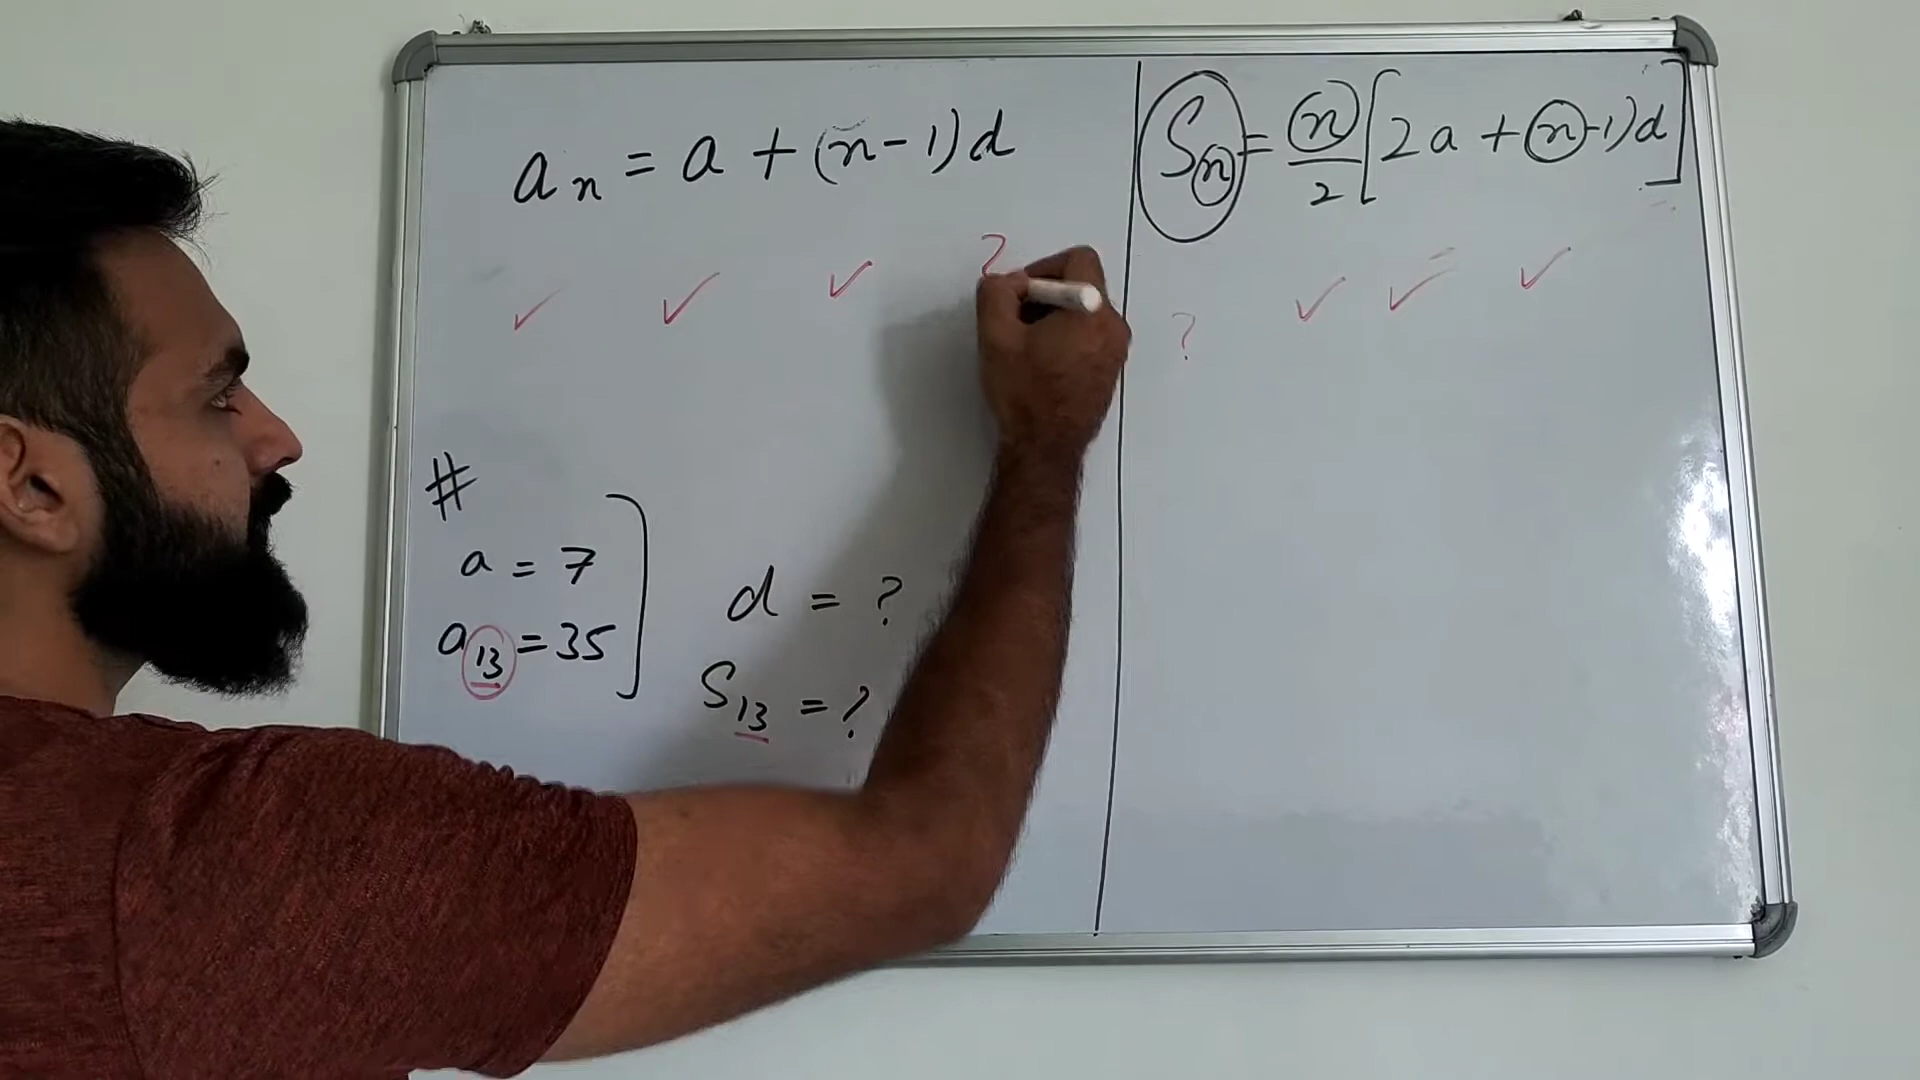 aₙ = a + (n-1)d
✓ ✓ ✓ ?
#
a = 7
a₁₃ = 35
d = ?
S₁₃ = ?
Sₙ = n/2 [2a + n-1)d]
? ✓ ✓ ✓